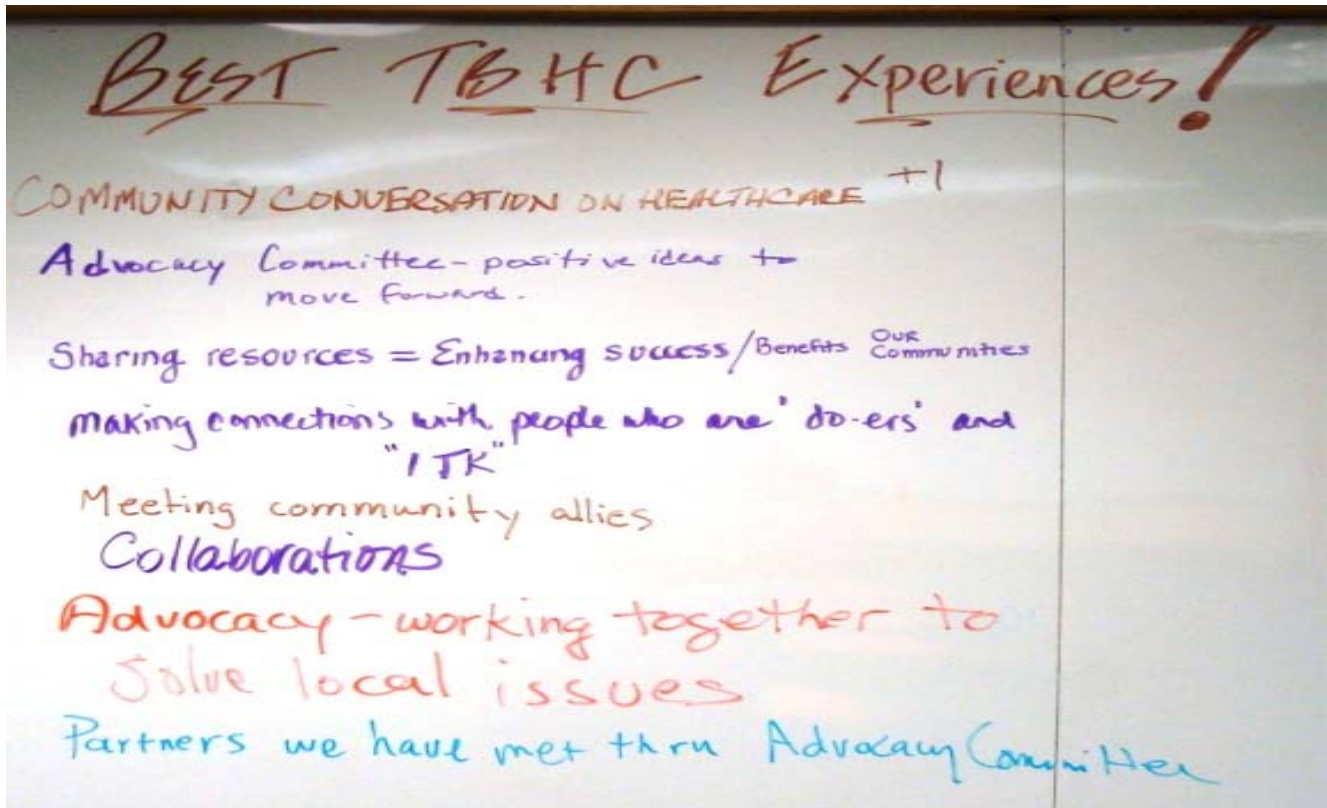 BEST TBHC Experiences!
COMMUNITY CONVERSATION ON HEALTHCARE +1
Advocacy Committee - positive ideas to
move forward.
Sharing resources = Enhancing success/Benefits OUR Communities
making connections with people who are 'do-ers' and
"ITK"
Meeting community allies
Collaborations
Advocacy - working together to
Solve local issues
Partners we have met thru Advocacy Committee